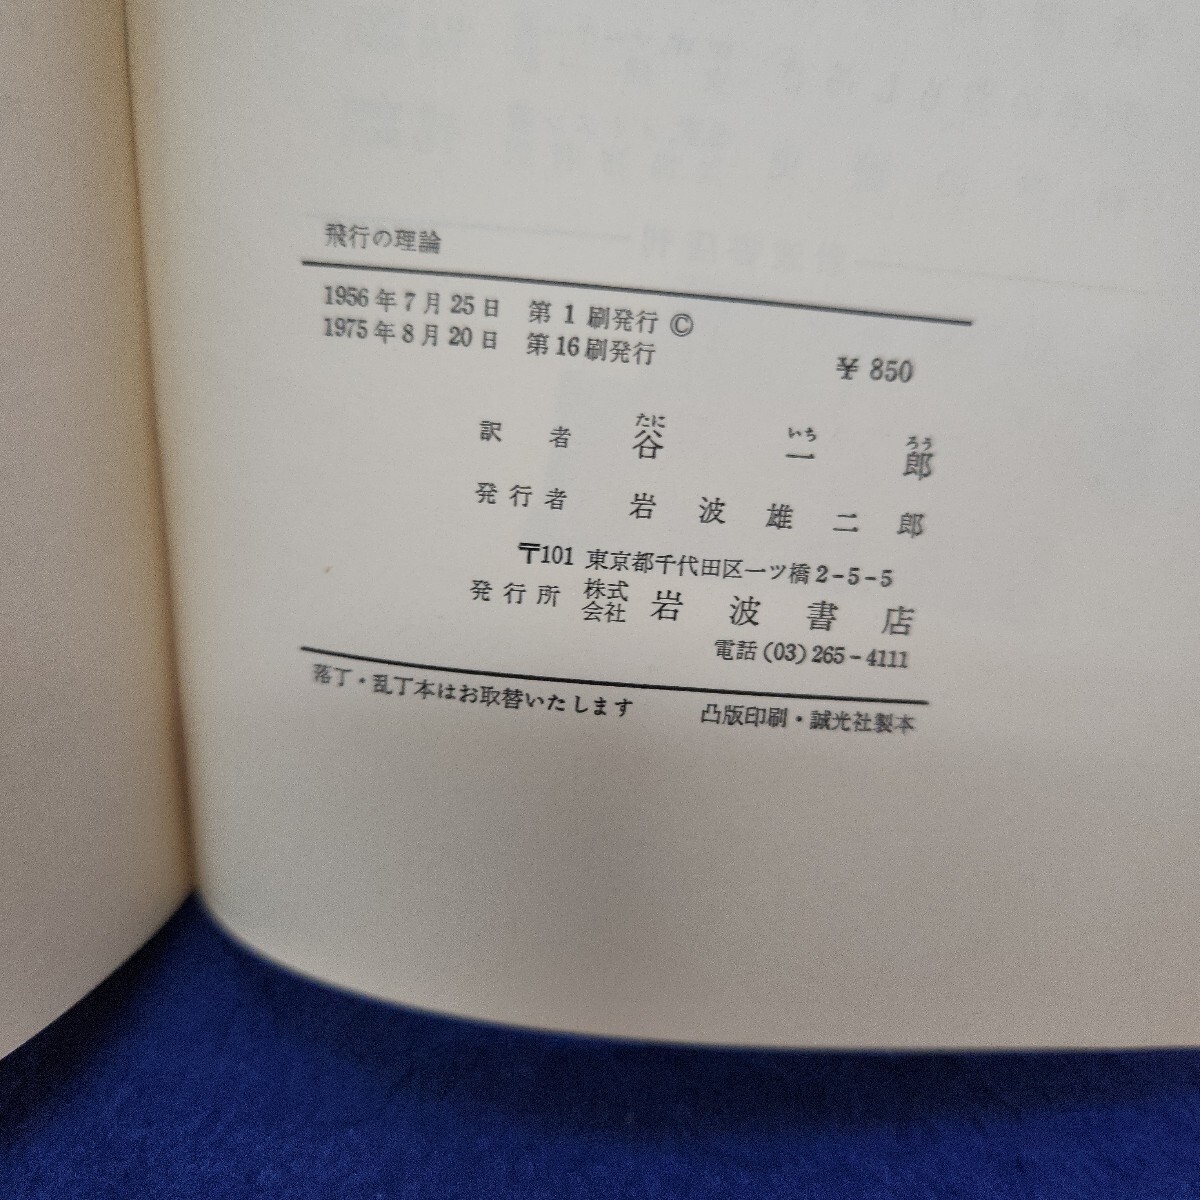 飛行の理論
1956年7月25日 第1刷発行 ©
1975年8月20日 第16刷発行
¥ 850
訳者 谷一郎
たに いち ろう
発行者 岩波雄二郎
〒101 東京都千代田区一ツ橋2-5-5
発行所 株式会社 岩波書店
電話 (03) 265-4111
落丁・乱丁本はお取替いたします 凸版印刷・誠光社製本